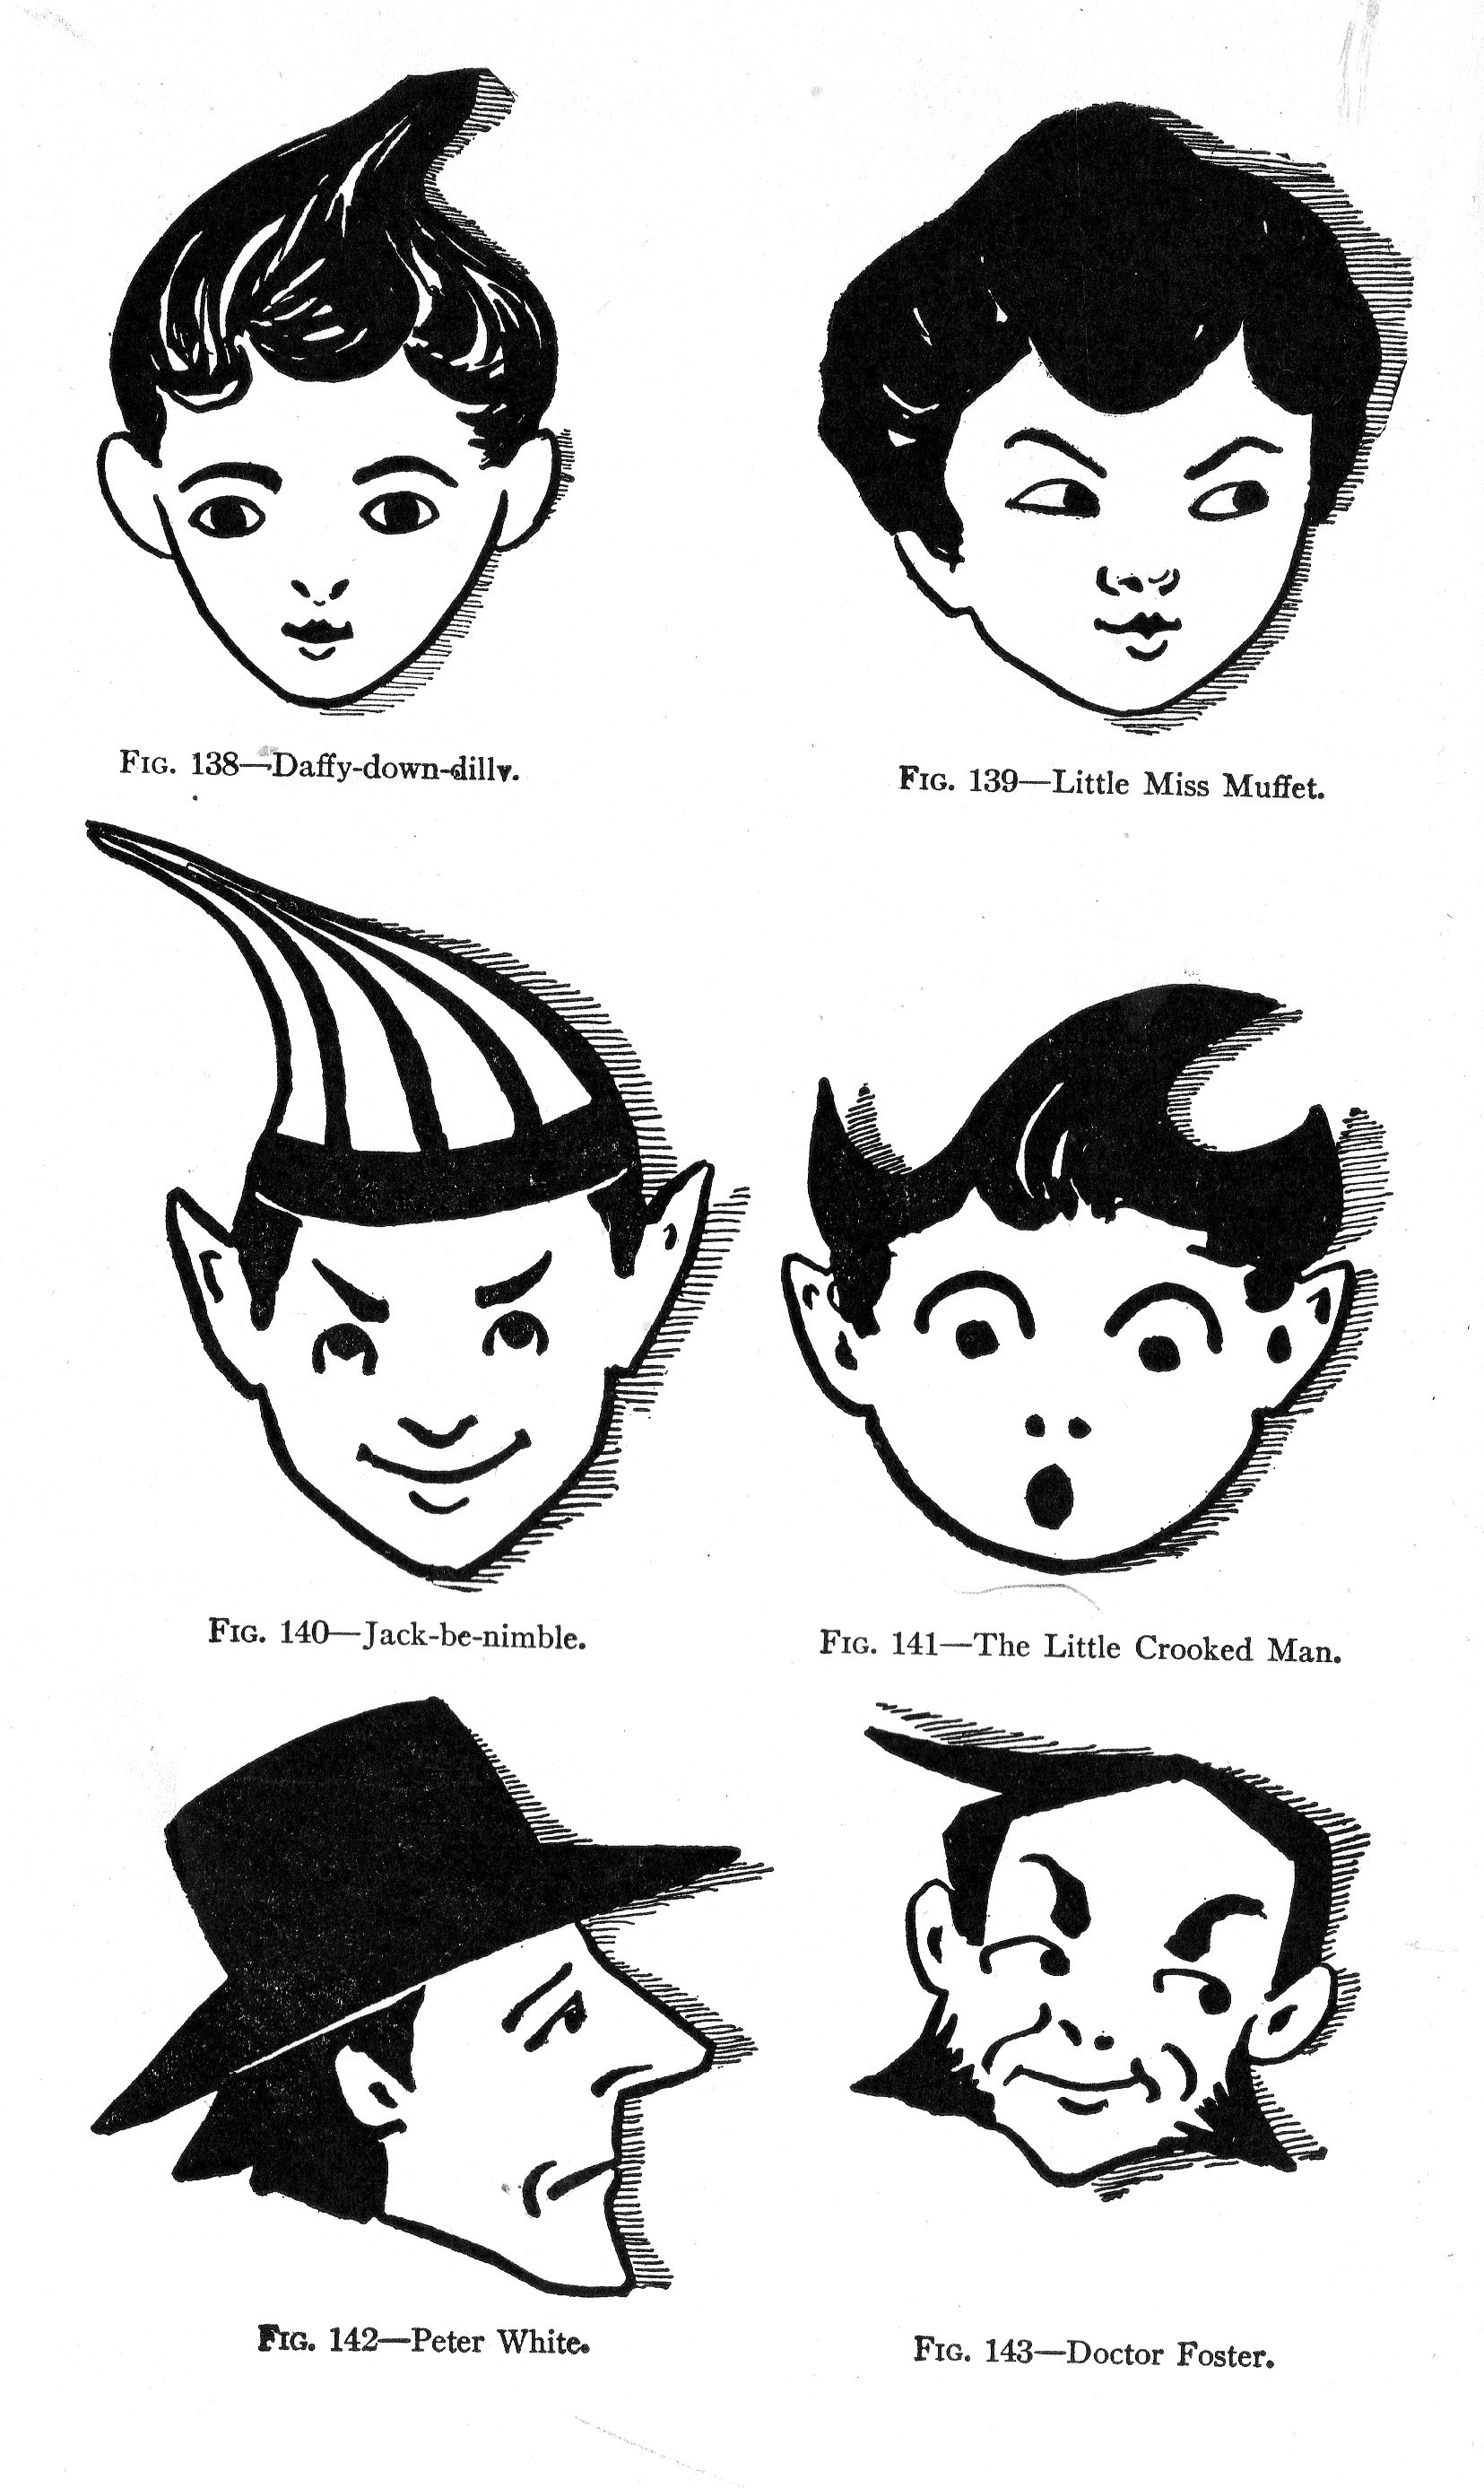 FIG. 138—Daffy-down-dilly.
FIG. 139—Little Miss Muffet.
FIG. 140—Jack-be-nimble.
FIG. 141—The Little Crooked Man.
FIG. 142—Peter White.
FIG. 143—Doctor Foster.